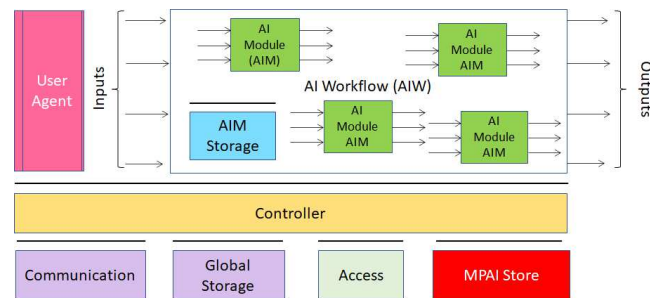 User
Agent
Inputs
AI
Module
(AIM)
AI
Module
AIM
AI Workflow (AIW)
AIM
Storage
AI
Module
AIM
AI
Module
AIM
Outputs
Controller
Communication
Global
Storage
Access
MPAI Store